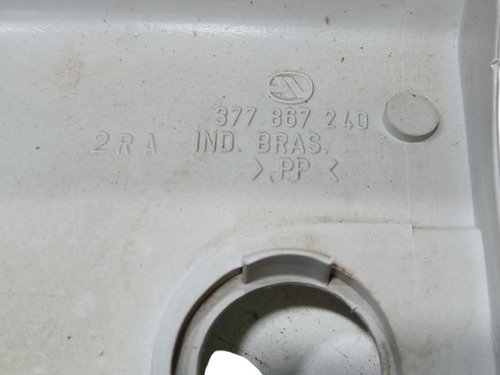 377 867 240
2RA IND. BRAS.
>PP<